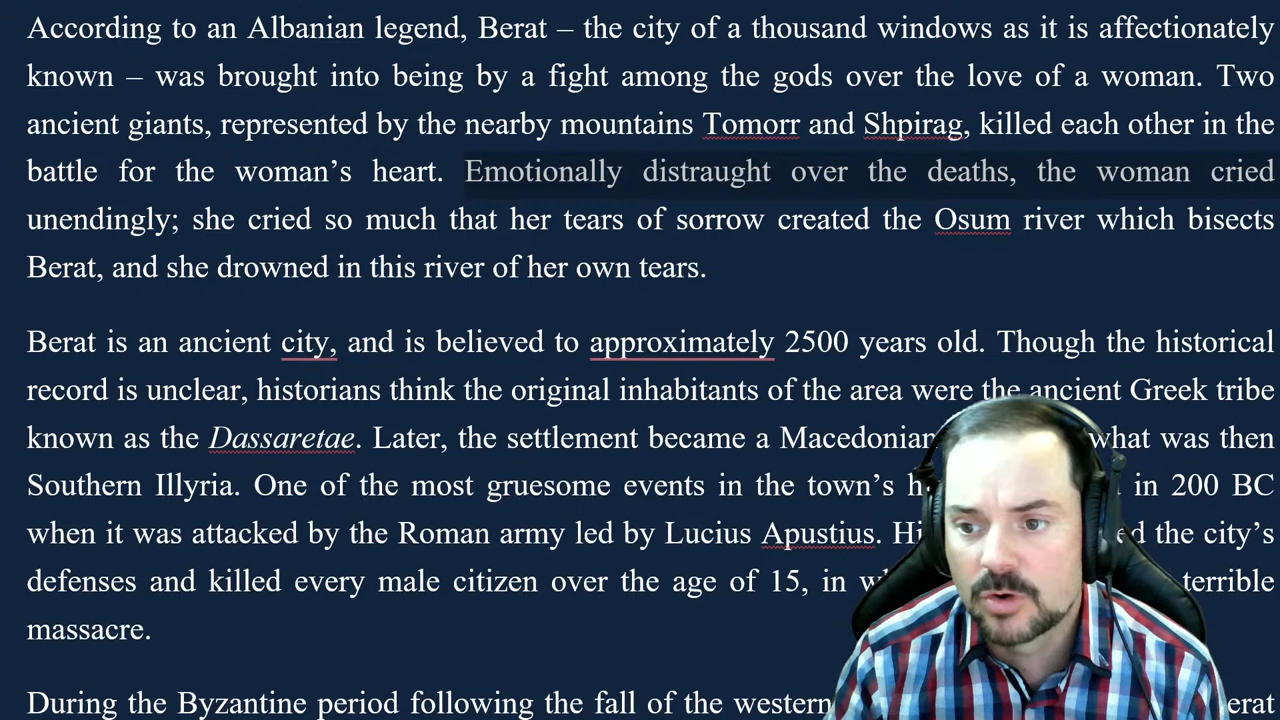 According to an Albanian legend, Berat – the city of a thousand windows as it is affectionately
known – was brought into being by a fight among the gods over the love of a woman. Two
ancient giants, represented by the nearby mountains Tomorr and Shpirag, killed each other in the
battle for the woman’s heart. Emotionally distraught over the deaths, the woman cried
unendingly; she cried so much that her tears of sorrow created the Osum river which bisects
Berat, and she drowned in this river of her own tears.
Berat is an ancient city, and is believed to approximately 2500 years old. Though the historical
record is unclear, historians think the original inhabitants of the area were the ancient Greek tribe
known as the Dassaretae. Later, the settlement became a Macedonian what was then
Southern Illyria. One of the most gruesome events in the town’s in 200 BC
when it was attacked by the Roman army led by Lucius Apustius. the city’s
defenses and killed every male citizen over the age of 15, in terrible
massacre.
During the Byzantine period following the fall of the western